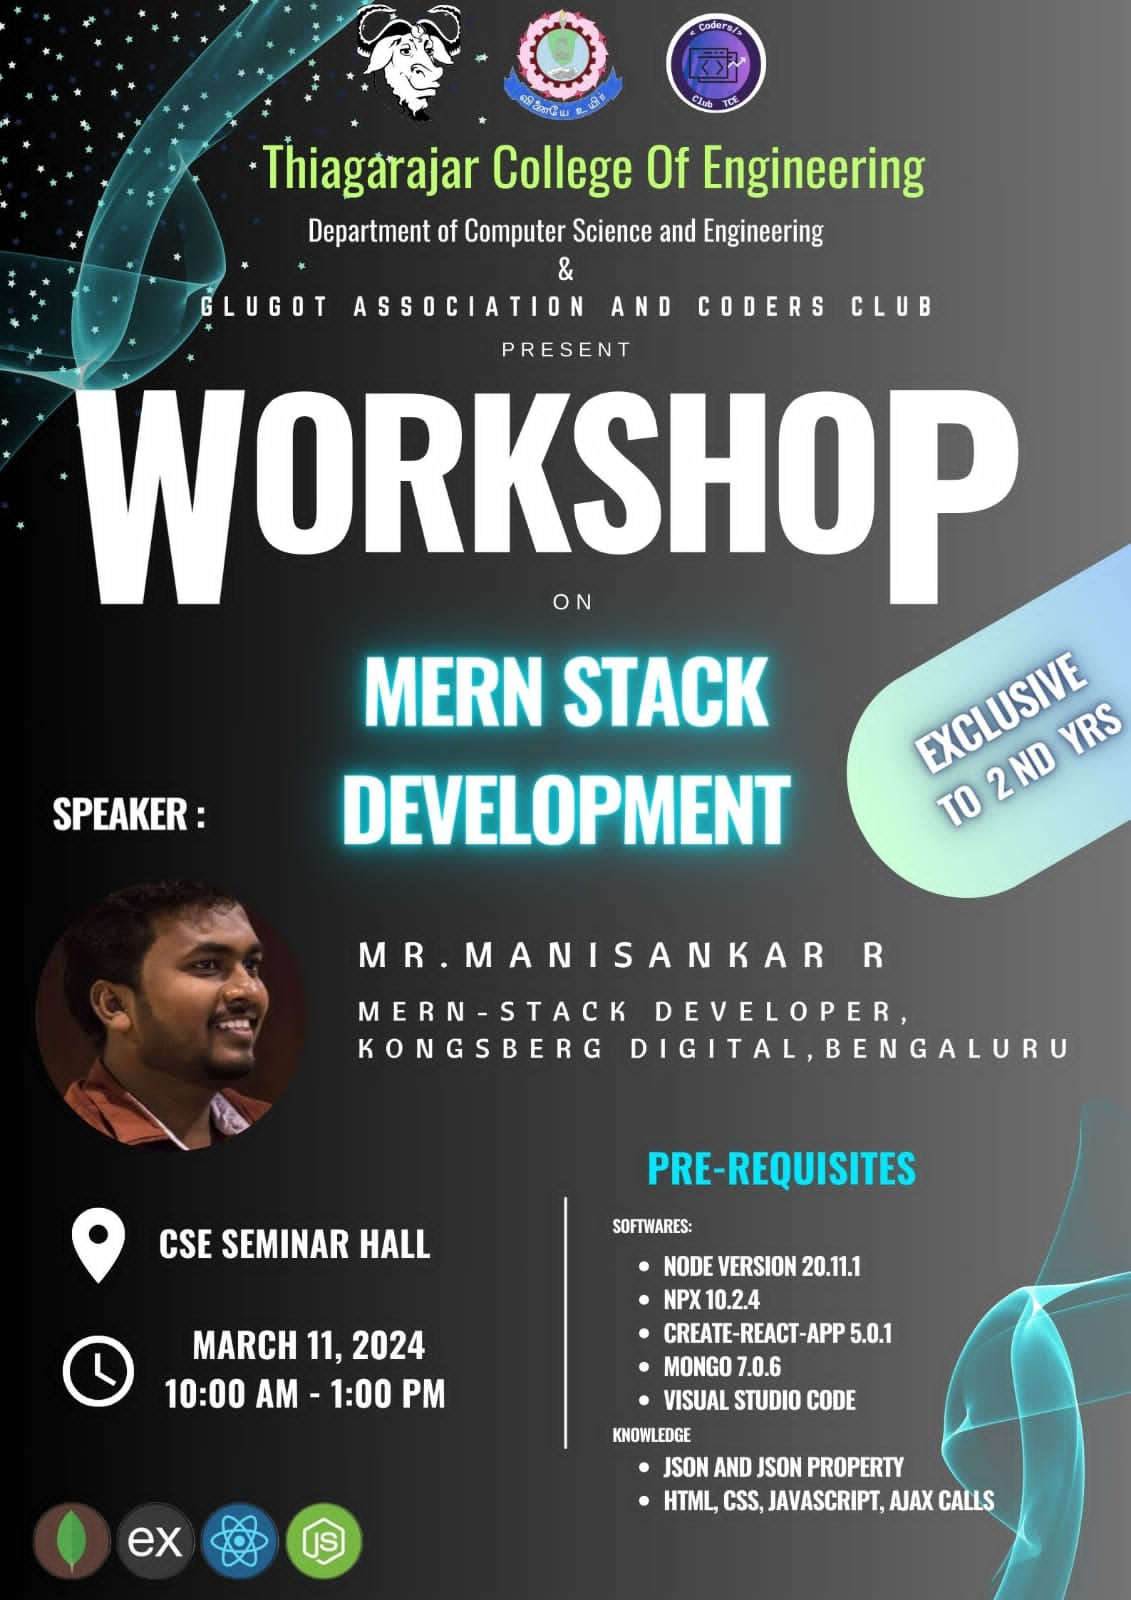 < Coders/>
Club TCE
வினையே உயிர்
Thiagarajar College Of Engineering
Department of Computer Science and Engineering
&
GLUGOT ASSOCIATION AND CODERS CLUB
PRESENT
WORKSHOP
ON
MERN STACK
DEVELOPMENT
EXCLUSIVE
TO 2 ND YRS
SPEAKER :
MR.MANISANKAR R
MERN-STACK DEVELOPER,
KONGSBERG DIGITAL,BENGALURU
CSE SEMINAR HALL
MARCH 11, 2024
10:00 AM - 1:00 PM
PRE-REQUISITES
SOFTWARES:
• NODE VERSION 20.11.1
• NPX 10.2.4
• CREATE-REACT-APP 5.0.1
• MONGO 7.0.6
• VISUAL STUDIO CODE
KNOWLEDGE
• JSON AND JSON PROPERTY
• HTML, CSS, JAVASCRIPT, AJAX CALLS
ex
JS